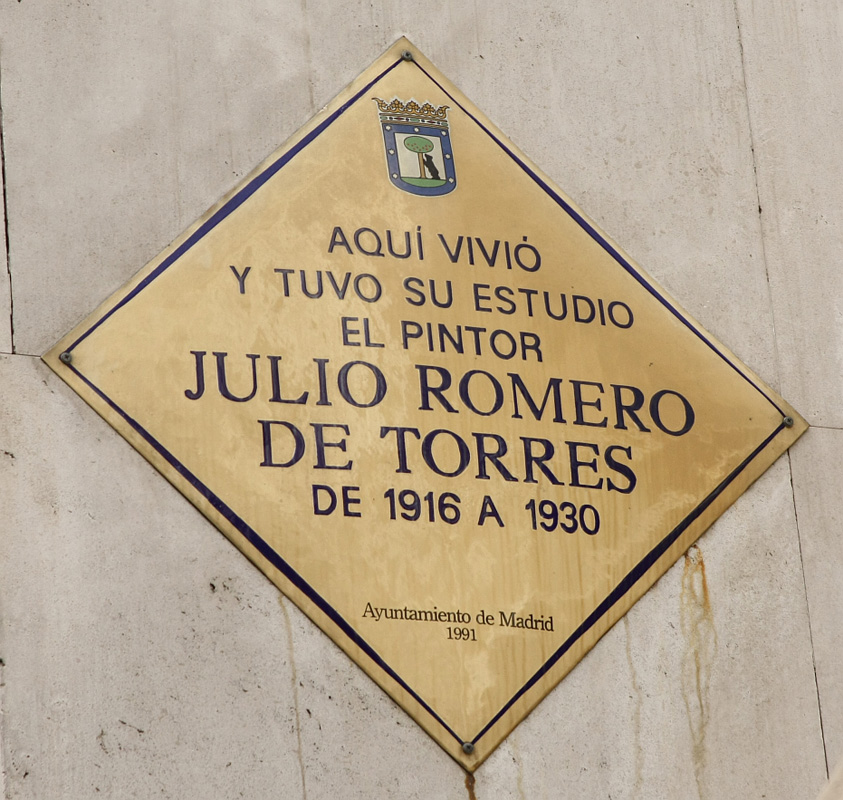 AQUÍ VIVIÓ
Y TUVO SU ESTUDIO
EL PINTOR
JULIO ROMERO
DE TORRES
DE 1916 A 1930
Ayuntamiento de Madrid
1991